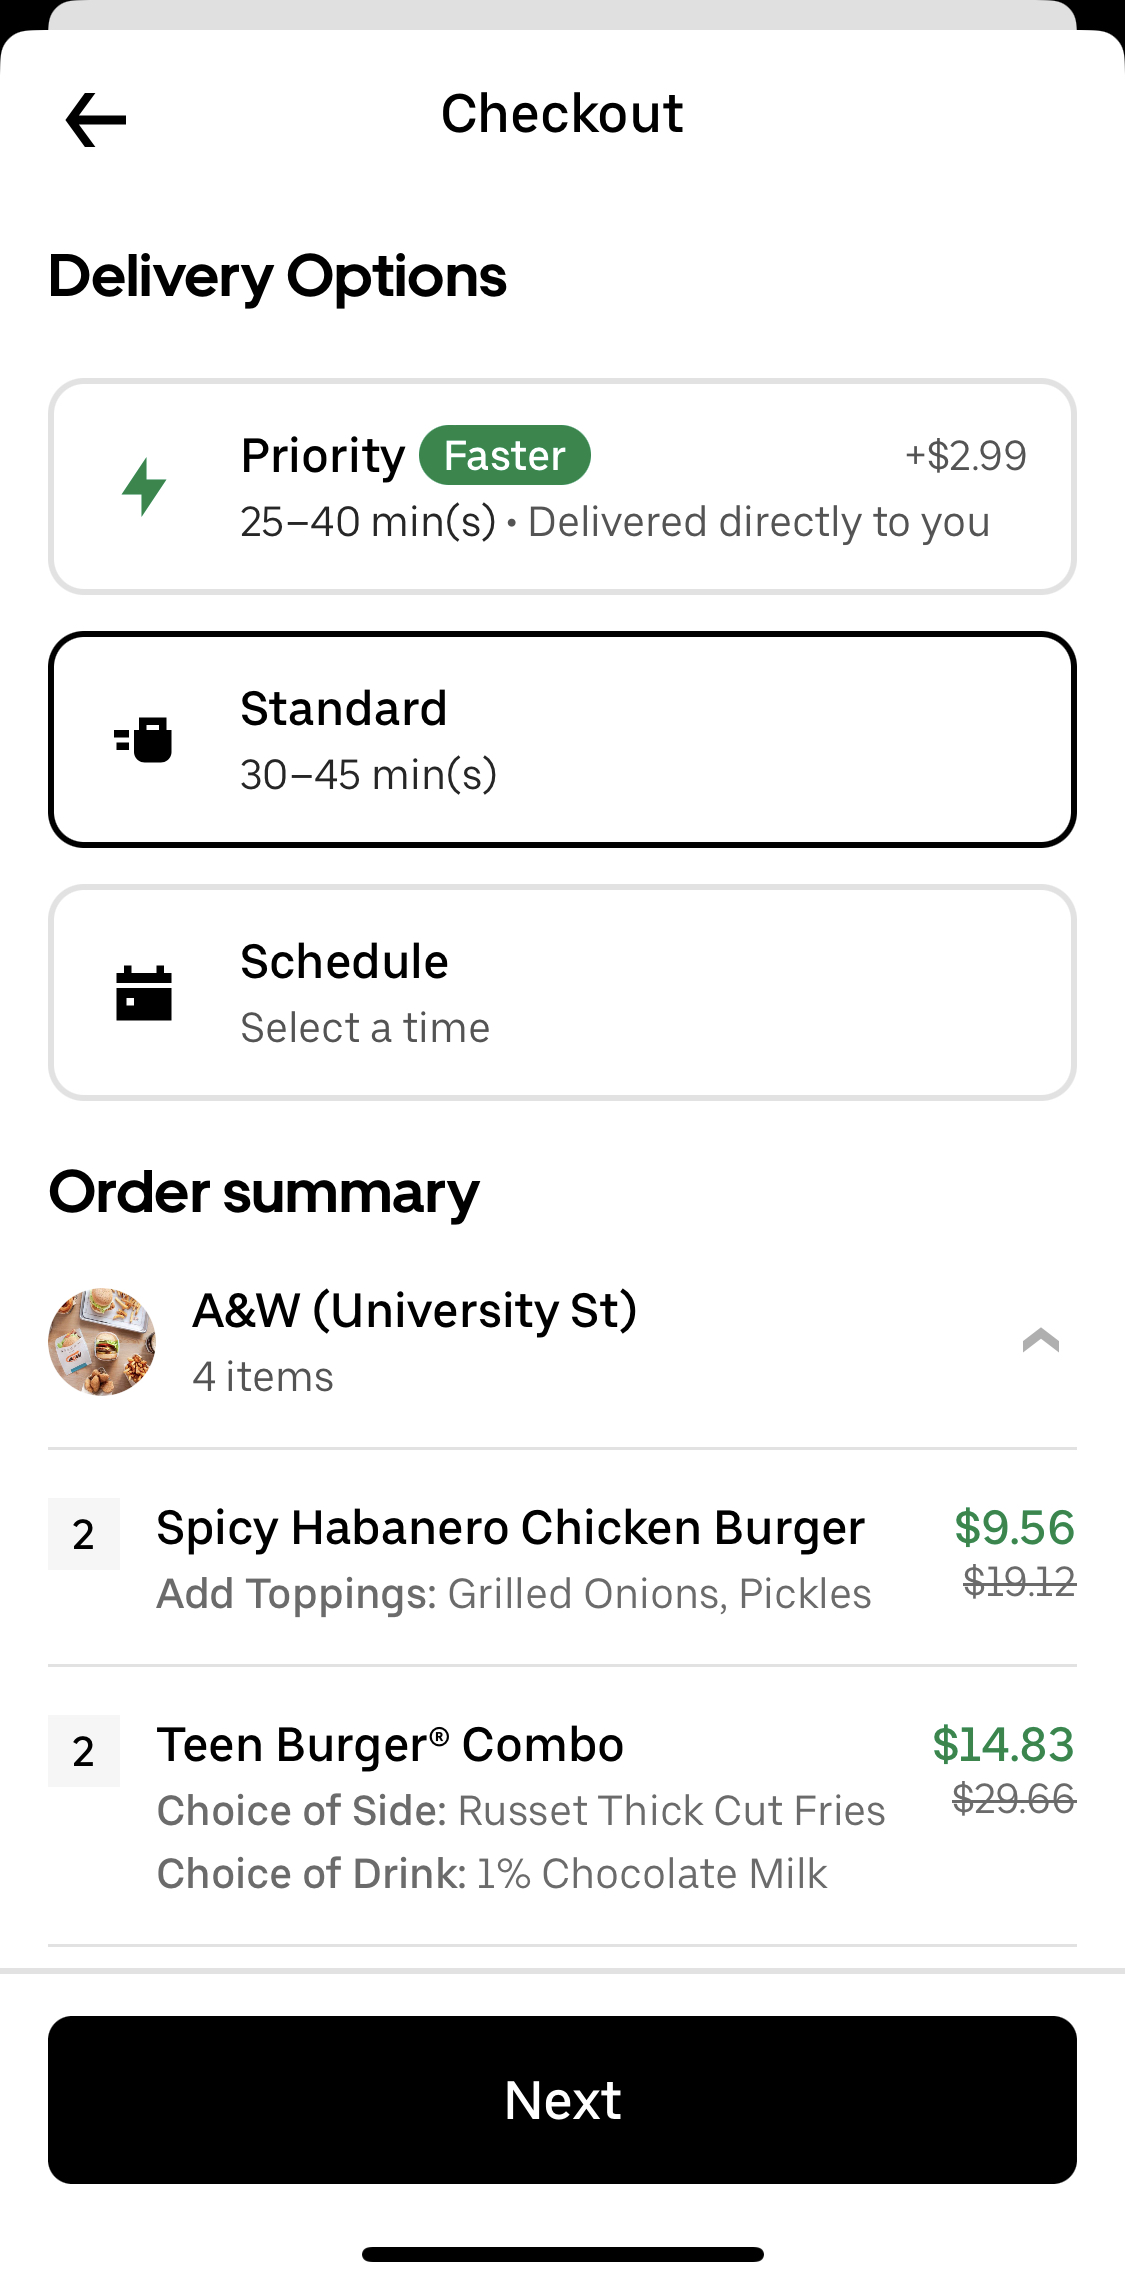 Checkout
Delivery Options
Priority Faster +$2.99
25–40 min(s) • Delivered directly to you
Standard
30–45 min(s)
Schedule
Select a time
Order summary
A&W (University St)
4 items
2 Spicy Habanero Chicken Burger $9.56
Add Toppings: Grilled Onions, Pickles $19.12
2 Teen Burger® Combo $14.83
Choice of Side: Russet Thick Cut Fries $29.66
Choice of Drink: 1% Chocolate Milk
Next